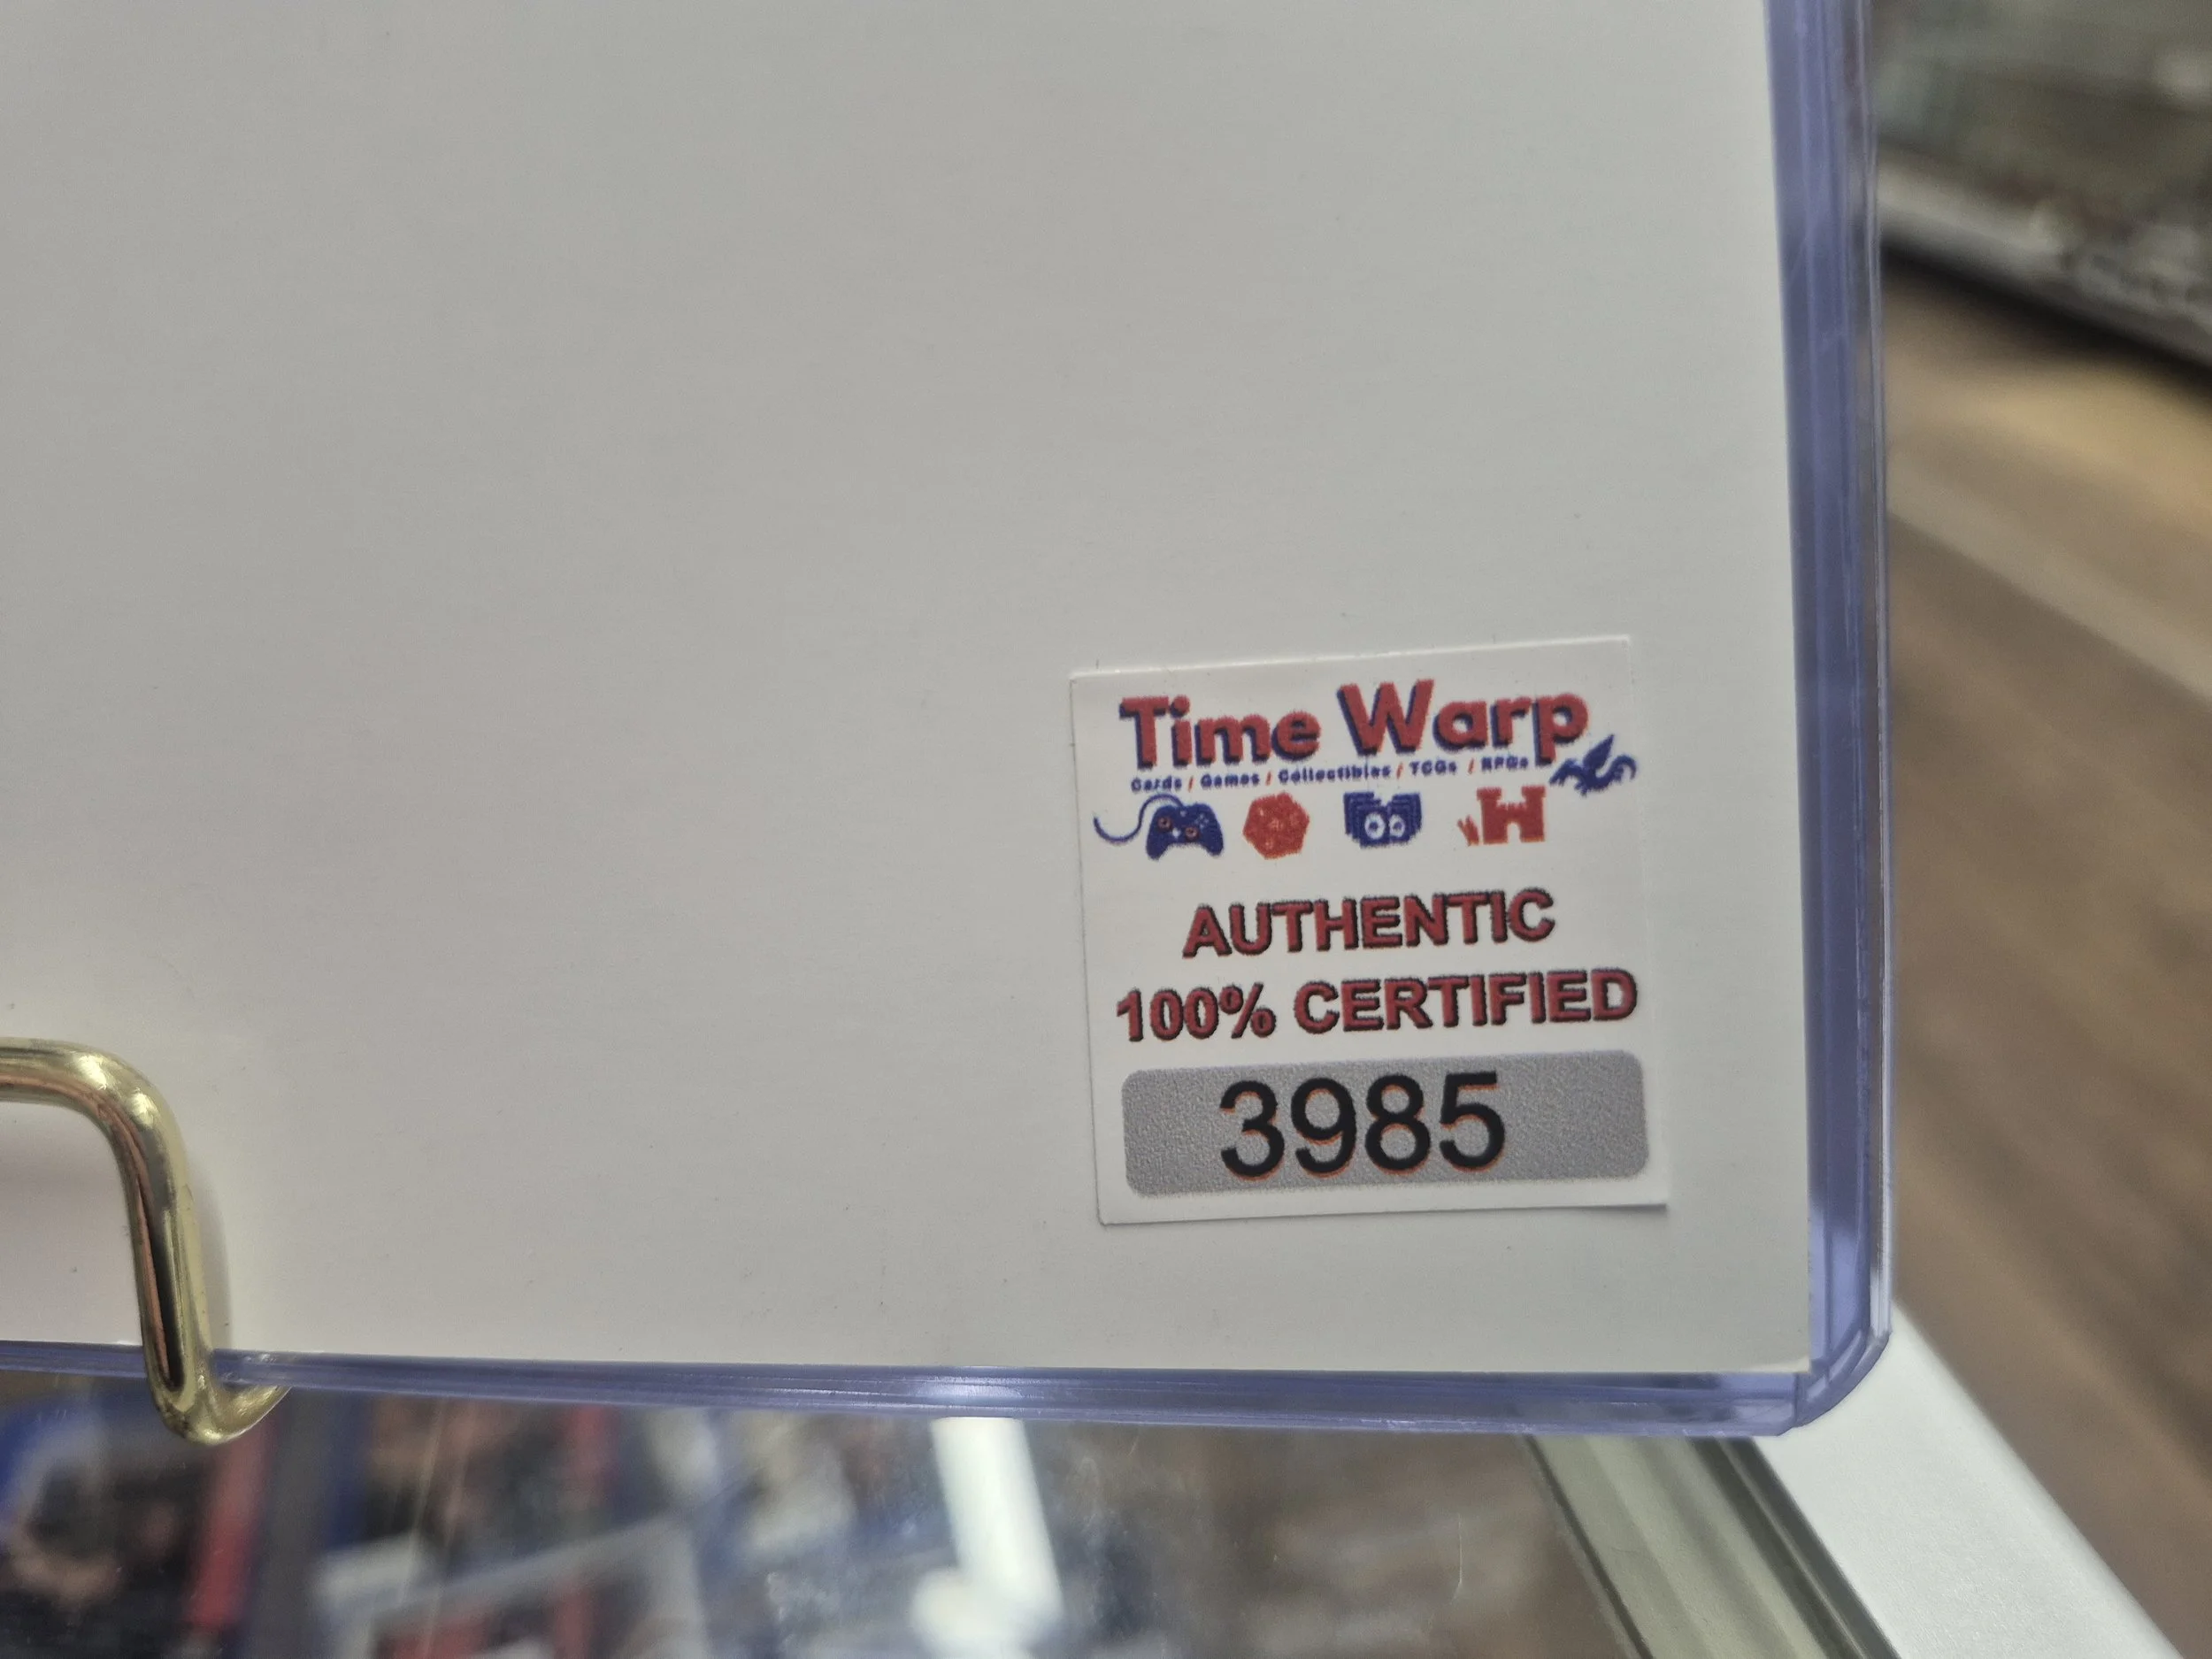 Time Warp
Cards / Games / Collectibles / TCGs / RPGs
AUTHENTIC
100% CERTIFIED
3985